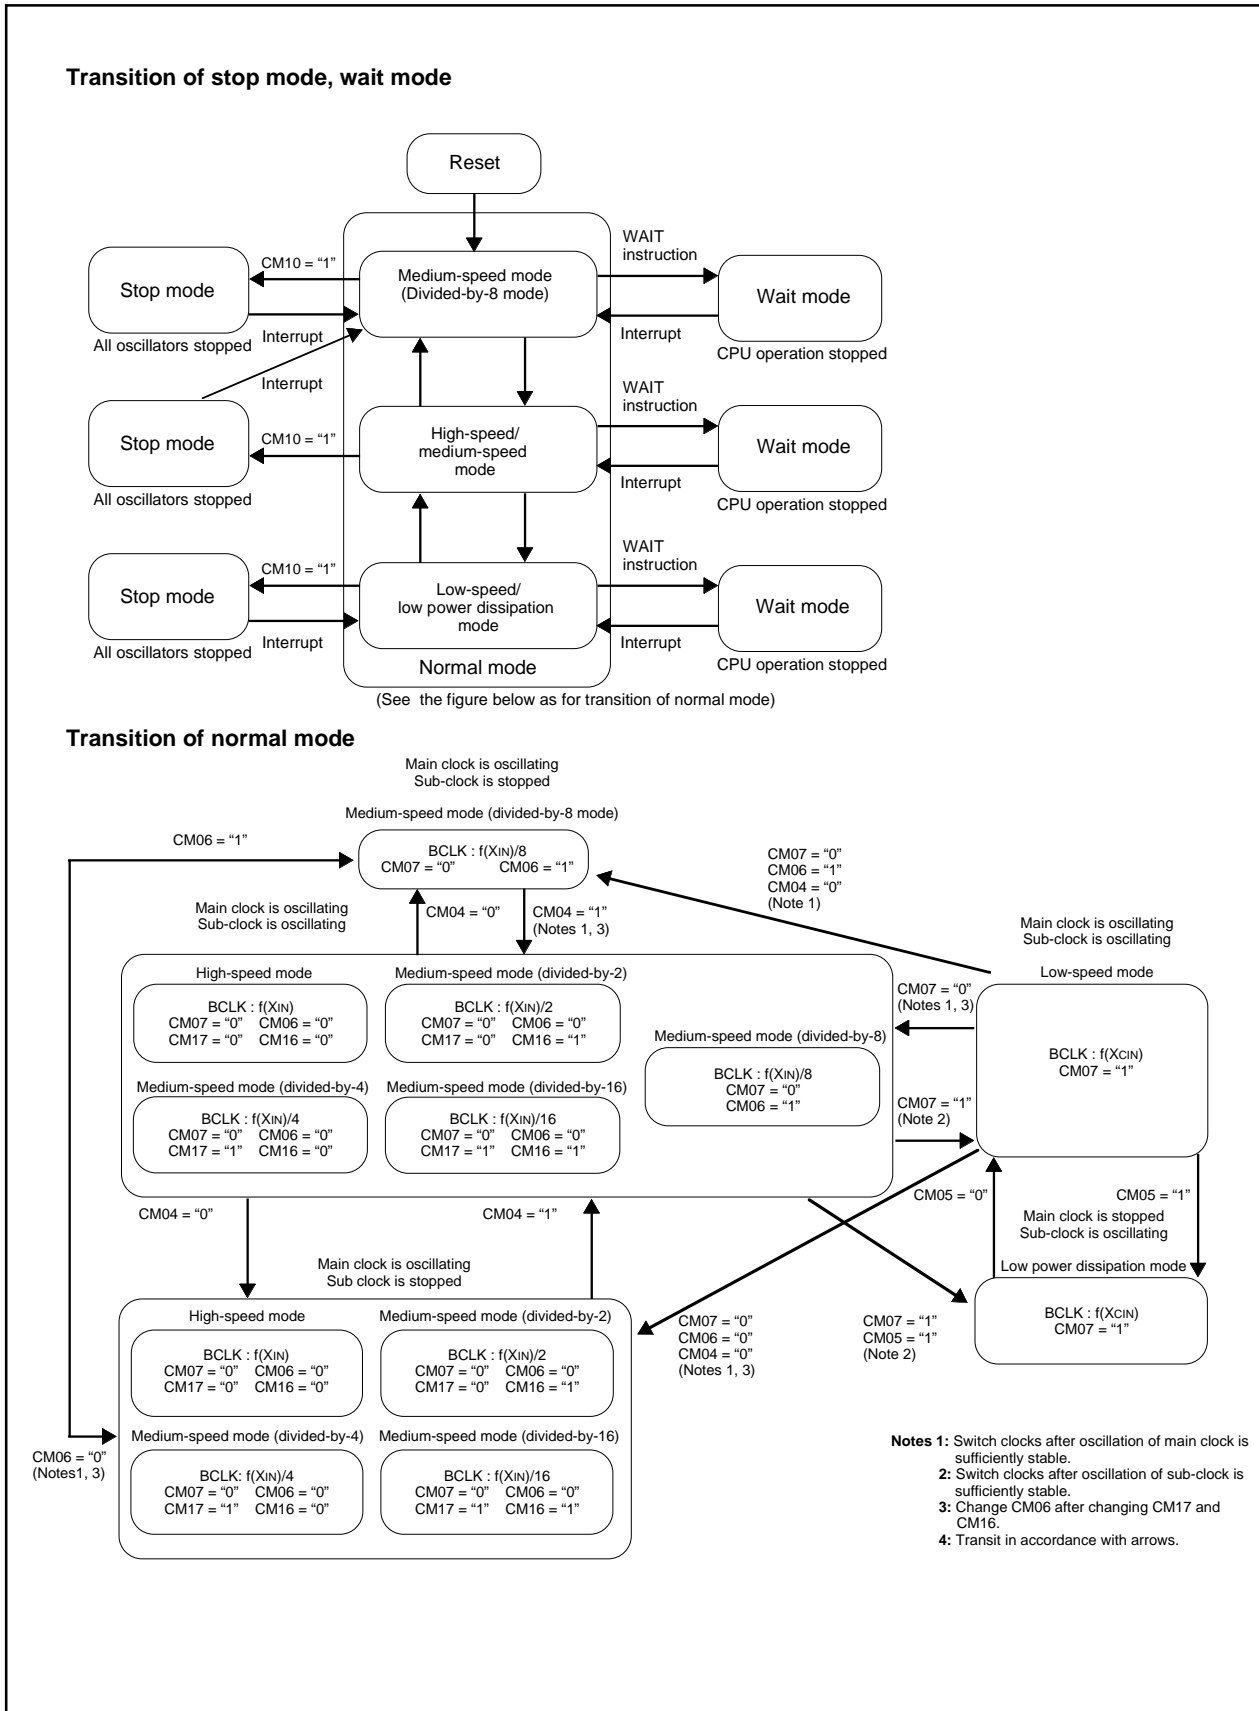 Transition of stop mode, wait mode
Reset
Medium-speed mode
(Divided-by-8 mode)
CM10 = “1”
Stop mode
Interrupt
All oscillators stopped
WAIT
instruction
Wait mode
Interrupt
CPU operation stopped
Interrupt
High-speed/
medium-speed
mode
CM10 = “1”
Stop mode
All oscillators stopped
WAIT
instruction
Wait mode
Interrupt
CPU operation stopped
Low-speed/
low power dissipation
mode
CM10 = “1”
Stop mode
Interrupt
All oscillators stopped
WAIT
instruction
Wait mode
Interrupt
CPU operation stopped
Normal mode
(See the figure below as for transition of normal mode)
Transition of normal mode
Main clock is oscillating
Sub-clock is stopped
Medium-speed mode (divided-by-8 mode)
BCLK : f(XIN)/8
CM07 = “0” CM06 = “1”
CM06 = “1”
CM07 = “0”
CM06 = “1”
CM04 = “0”
(Note 1)
Main clock is oscillating
Sub-clock is oscillating
CM04 = “0”
CM04 = “1”
(Notes 1, 3)
Main clock is oscillating
Sub-clock is oscillating
High-speed mode
BCLK : f(XIN)
CM07 = “0” CM06 = “0”
CM17 = “0” CM16 = “0”
Medium-speed mode (divided-by-2)
BCLK : f(XIN)/2
CM07 = “0” CM06 = “0”
CM17 = “0” CM16 = “1”
Medium-speed mode (divided-by-8)
BCLK : f(XIN)/8
CM07 = “0”
CM06 = “1”
Medium-speed mode (divided-by-4)
BCLK : f(XIN)/4
CM07 = “0” CM06 = “0”
CM17 = “1” CM16 = “0”
Medium-speed mode (divided-by-16)
BCLK : f(XIN)/16
CM07 = “0” CM06 = “0”
CM17 = “1” CM16 = “1”
CM07 = “0”
(Notes 1, 3)
CM07 = “1”
(Note 2)
Low-speed mode
BCLK : f(XCIN)
CM07 = “1”
CM05 = “0”
CM05 = “1”
Main clock is stopped
Sub-clock is oscillating
Low power dissipation mode
BCLK : f(XCIN)
CM07 = “1”
CM04 = “0”
CM04 = “1”
Main clock is oscillating
Sub clock is stopped
High-speed mode
BCLK : f(XIN)
CM07 = “0” CM06 = “0”
CM17 = “0” CM16 = “0”
Medium-speed mode (divided-by-2)
BCLK : f(XIN)/2
CM07 = “0” CM06 = “0”
CM17 = “0” CM16 = “1”
Medium-speed mode (divided-by-4)
BCLK: f(XIN)/4
CM07 = “0” CM06 = “0”
CM17 = “1” CM16 = “0”
Medium-speed mode (divided-by-16)
BCLK : f(XIN)/16
CM07 = “0” CM06 = “0”
CM17 = “1” CM16 = “1”
CM07 = “0”
CM06 = “0”
CM04 = “0”
(Notes 1, 3)
CM07 = “1”
CM05 = “1”
(Note 2)
CM06 = “0”
(Notes1, 3)
Notes 1: Switch clocks after oscillation of main clock is
sufficiently stable.
2: Switch clocks after oscillation of sub-clock is
sufficiently stable.
3: Change CM06 after changing CM17 and
CM16.
4: Transit in accordance with arrows.